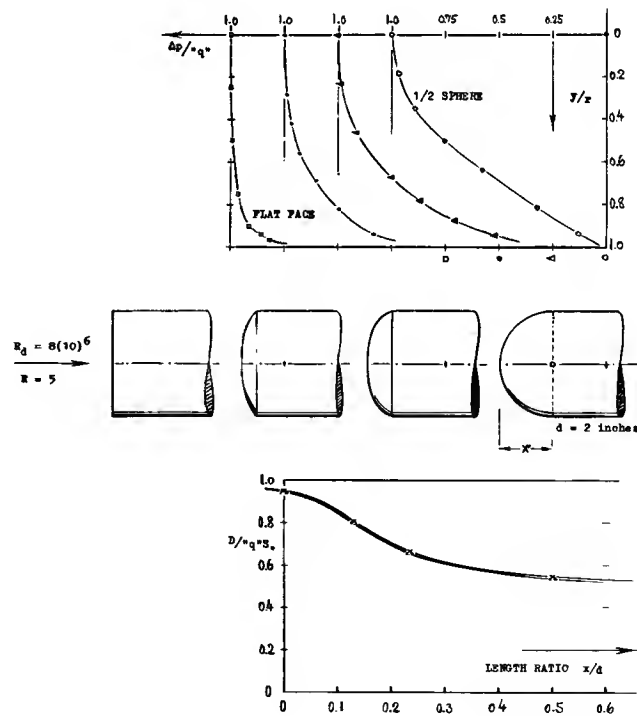 1.0 1.0 1.0 1.0 0.75 0.5 0.25 0
Δp/"q"
0
0.2
0.4
0.6
0.8
1.0
1/2 SPHERE
y/r
FLAT FACE
R_d = 8(10)^6
M = 5
d = 2 inches
x
1.0
0.8
0.6
0.4
0.2
0
D/"q"S.
LENGTH RATIO x/d
0 0.1 0.2 0.3 0.4 0.5 0.6